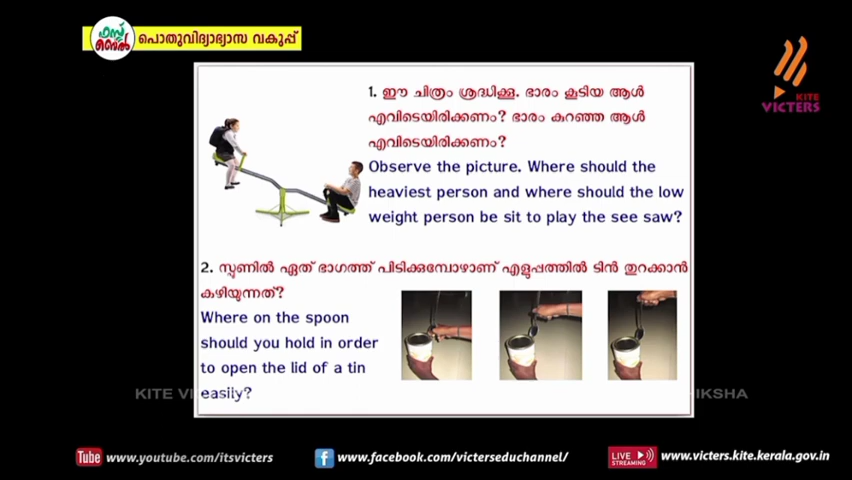 ഫസ്റ്റ് ബെൽ
പൊതുവിദ്യാഭ്യാസ വകുപ്പ്
KITE
VICTERS
1. ഈ ചിത്രം ശ്രദ്ധിക്കൂ. ഭാരം കൂടിയ ആൾ
എവിടെയിരിക്കണം? ഭാരം കുറഞ്ഞ ആൾ
എവിടെയിരിക്കണം?
Observe the picture. Where should the
heaviest person and where should the low
weight person be sit to play the see saw?
2. സ്പൂണിൽ ഏത് ഭാഗത്ത് പിടിക്കുമ്പോഴാണ് എളുപ്പത്തിൽ ടിൻ തുറക്കാൻ
കഴിയുന്നത്?
Where on the spoon
should you hold in order
to open the lid of a tin
easily?
KITE VI
IKSHA
You Tube www.youtube.com/itsvicters
f www.facebook.com/victerseduchannel/
LIVE STREAMING www.victers.kite.kerala.gov.in